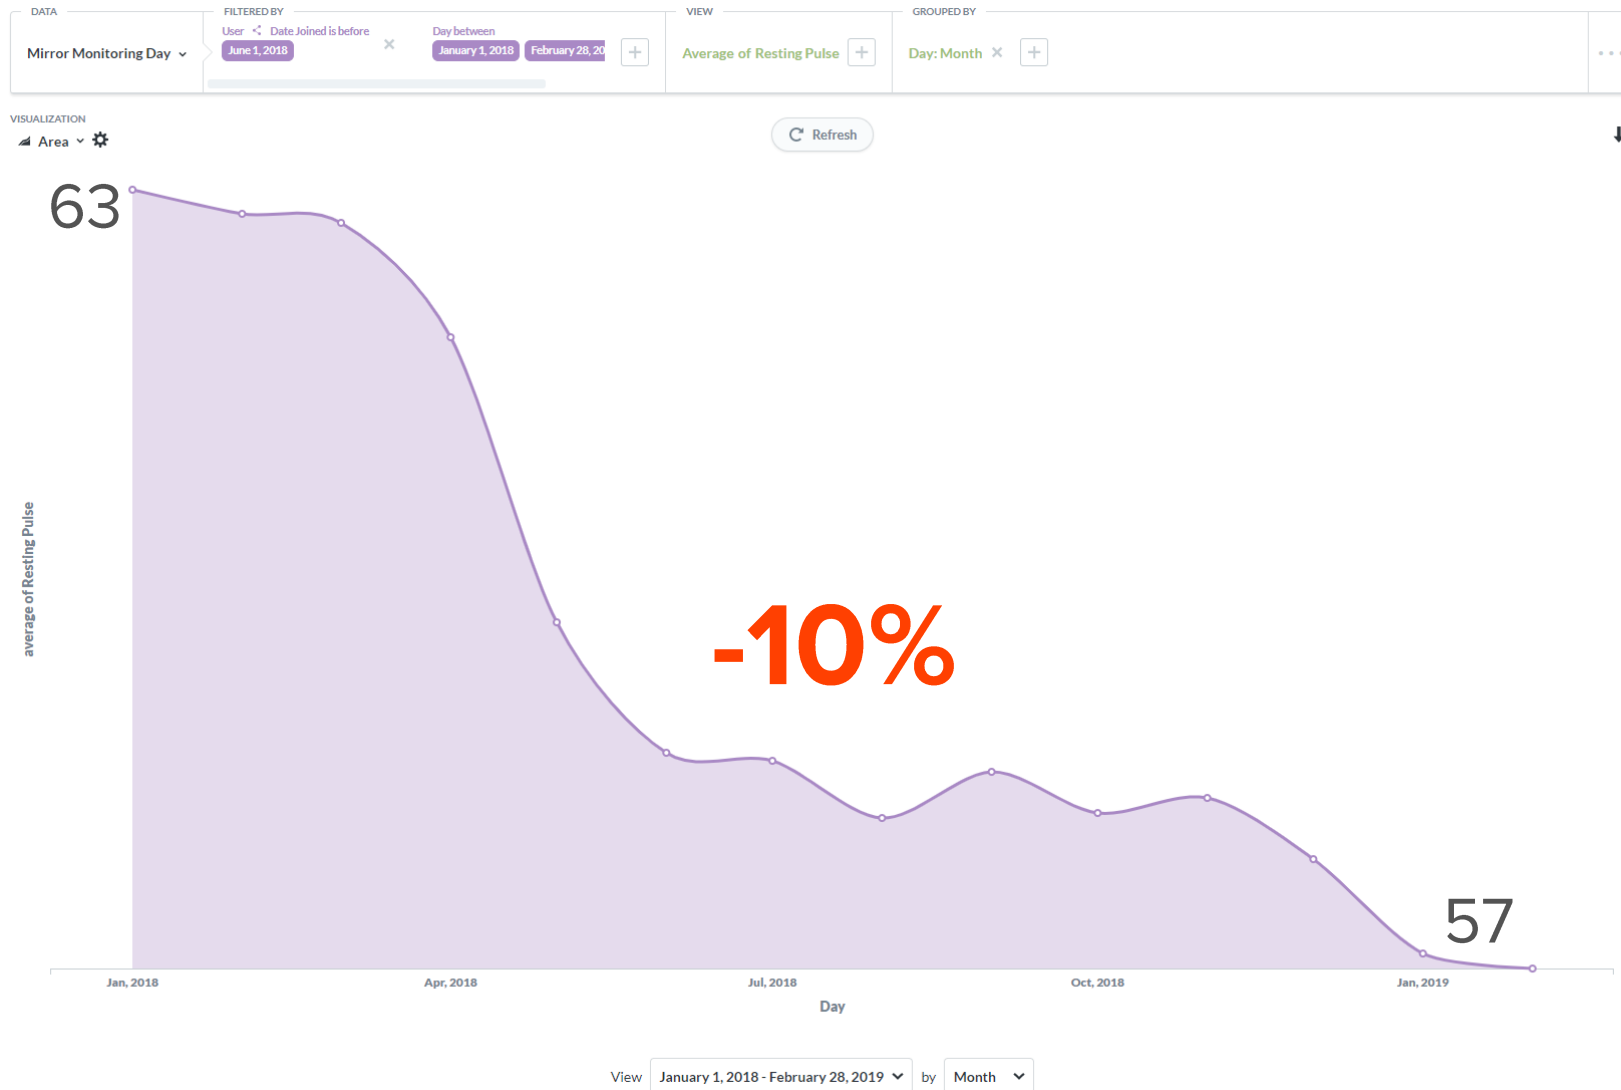 DATA
FILTERED BY
VIEW
GROUPED BY
Mirror Monitoring Day
User Date Joined is before
June 1, 2018
Day between
January 1, 2018 February 28, 20
Average of Resting Pulse
Day: Month
VISUALIZATION
Area
Refresh
63
average of Resting Pulse
-10%
57
Jan, 2018
Apr, 2018
Jul, 2018
Oct, 2018
Jan, 2019
Day
View January 1, 2018 - February 28, 2019 by Month